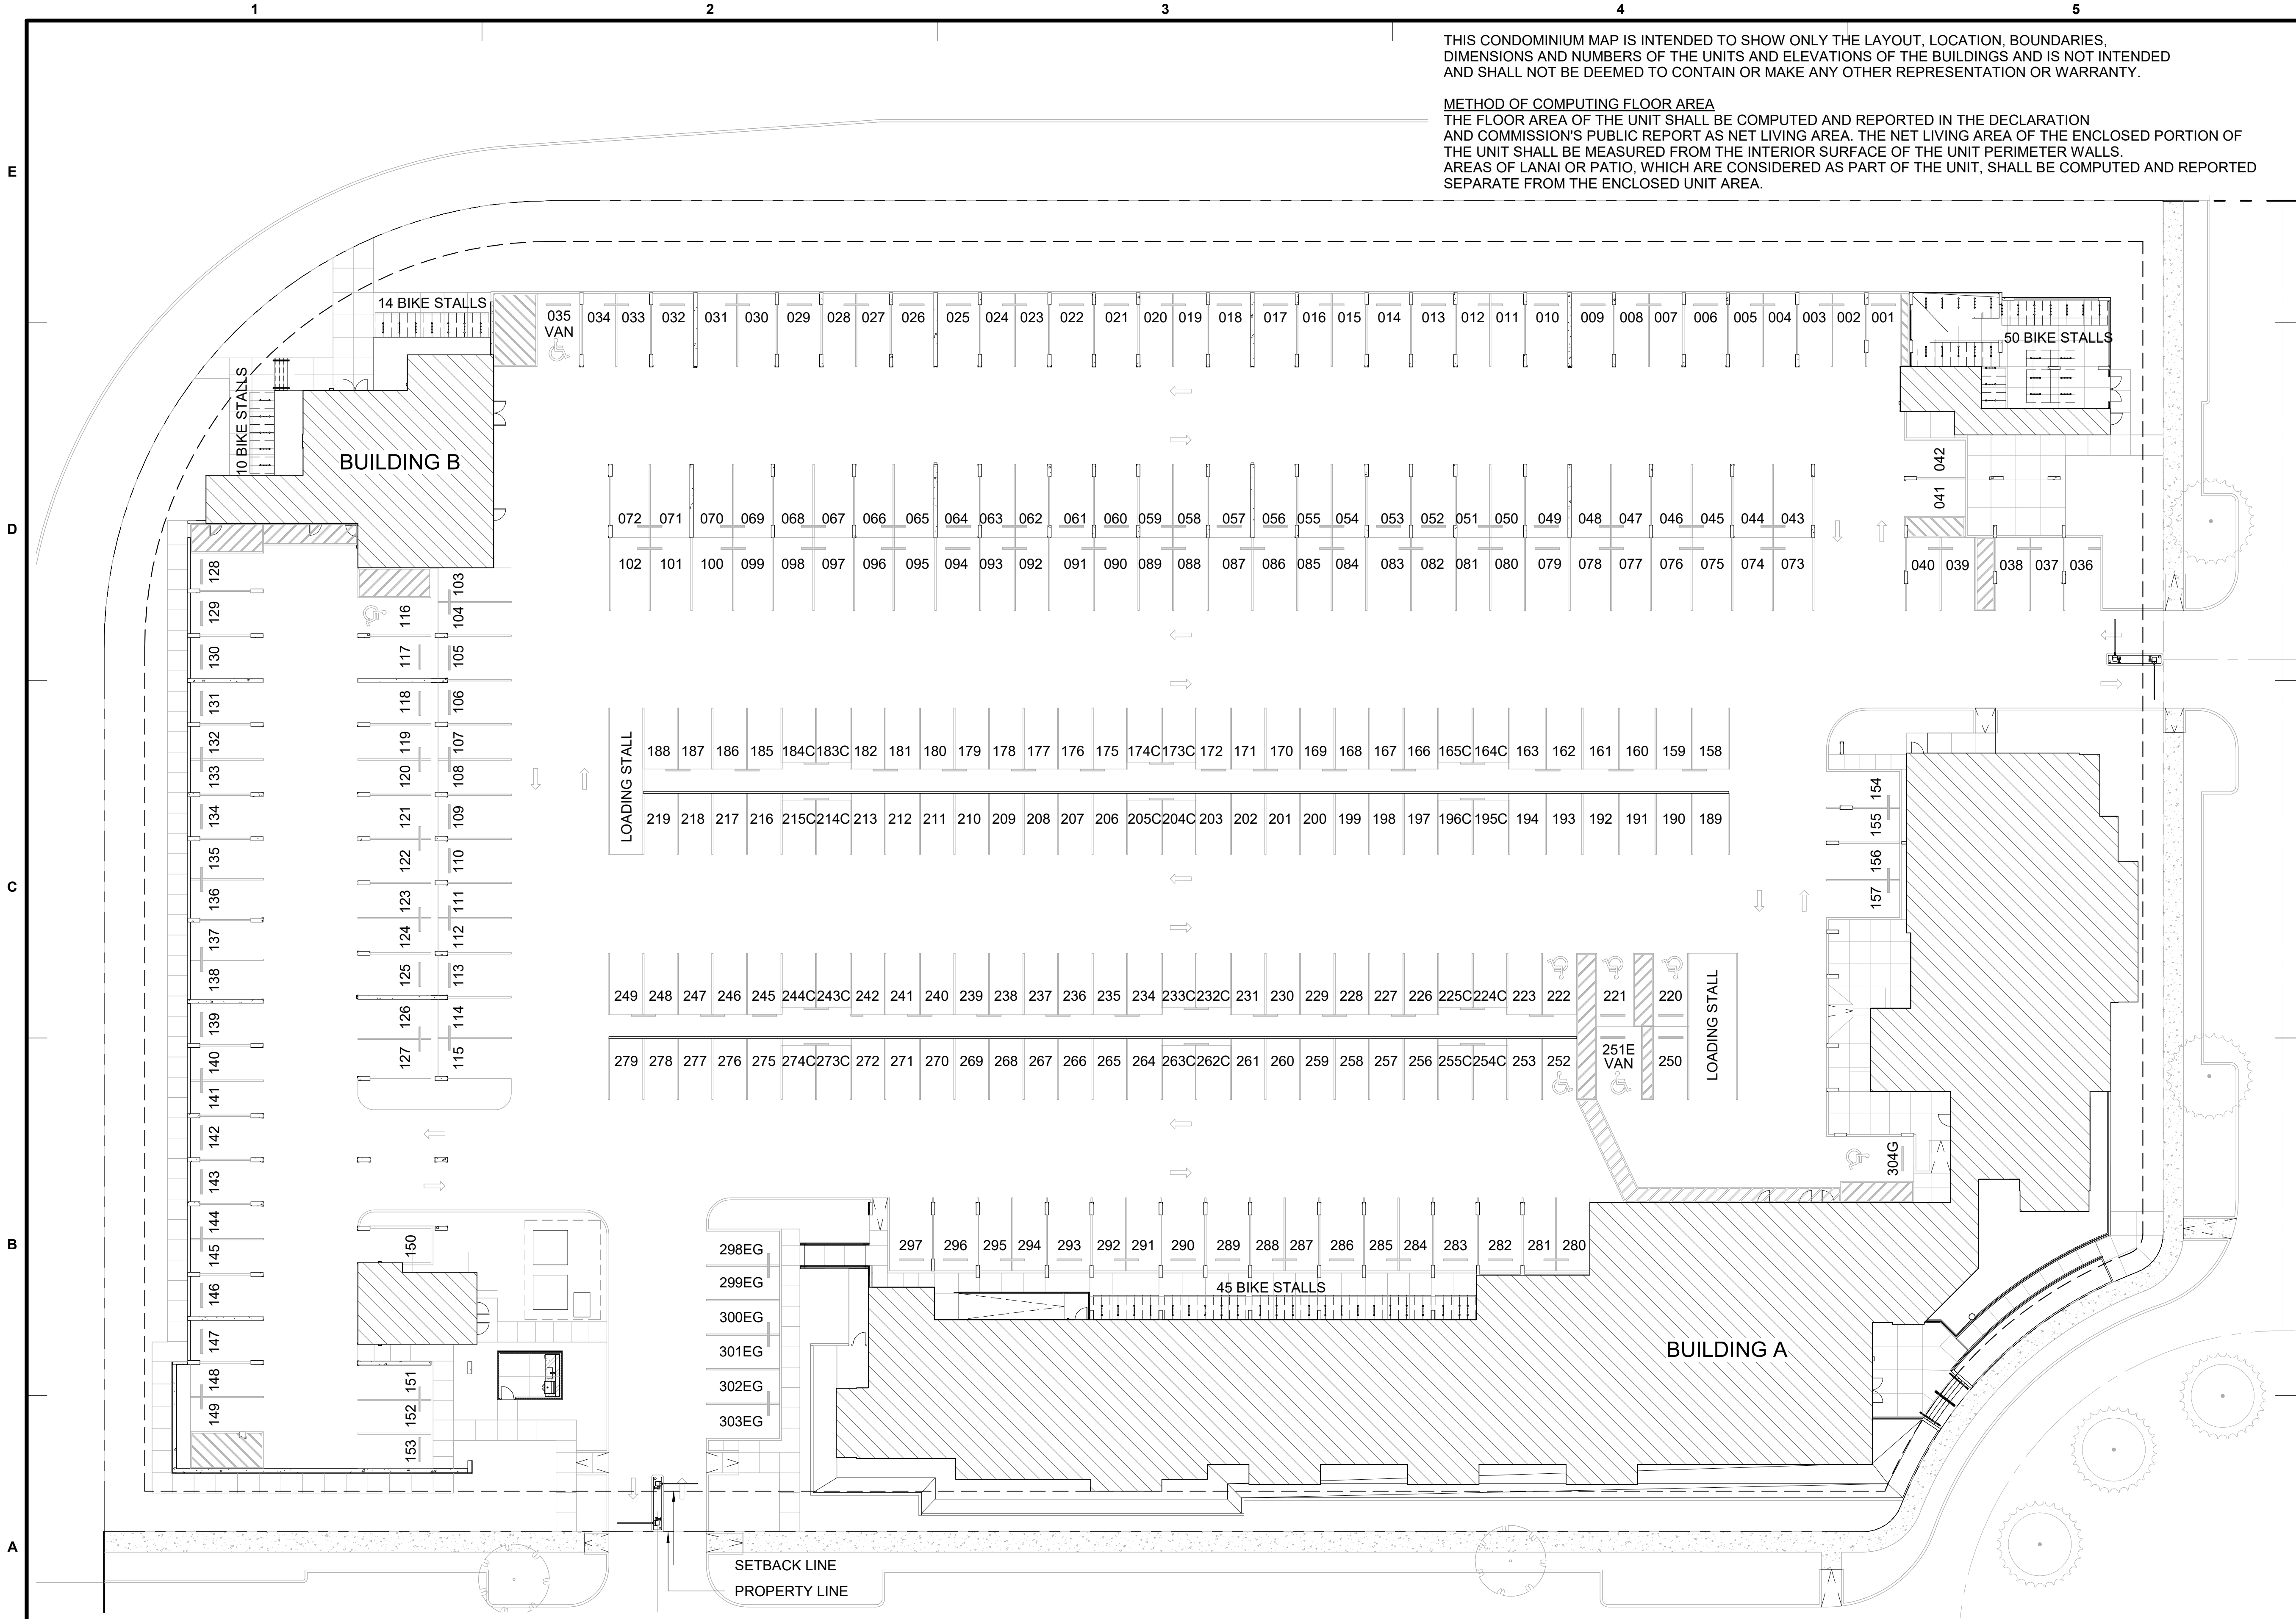 1 2 3 4 5
THIS CONDOMINIUM MAP IS INTENDED TO SHOW ONLY THE LAYOUT, LOCATION, BOUNDARIES,
DIMENSIONS AND NUMBERS OF THE UNITS AND ELEVATIONS OF THE BUILDINGS AND IS NOT INTENDED
AND SHALL NOT BE DEEMED TO CONTAIN OR MAKE ANY OTHER REPRESENTATION OR WARRANTY.
METHOD OF COMPUTING FLOOR AREA
THE FLOOR AREA OF THE UNIT SHALL BE COMPUTED AND REPORTED IN THE DECLARATION
AND COMMISSION'S PUBLIC REPORT AS NET LIVING AREA. THE NET LIVING AREA OF THE ENCLOSED PORTION OF
THE UNIT SHALL BE MEASURED FROM THE INTERIOR SURFACE OF THE UNIT PERIMETER WALLS.
AREAS OF LANAI OR PATIO, WHICH ARE CONSIDERED AS PART OF THE UNIT, SHALL BE COMPUTED AND REPORTED
SEPARATE FROM THE ENCLOSED UNIT AREA.
E
14 BIKE STALLS
035 034 033 032 031 030 029 028 027 026 025 024 023 022 021 020 019 018 017 016 015 014 013 012 011 010 009 008 007 006 005 004 003 002 001
VAN
50 BIKE STALLS
10 BIKE STALLS
BUILDING B
042
041
D
072 071 070 069 068 067 066 065 064 063 062 061 060 059 058 057 056 055 054 053 052 051 050 049 048 047 046 045 044 043
102 101 100 099 098 097 096 095 094 093 092 091 090 089 088 087 086 085 084 083 082 081 080 079 078 077 076 075 074 073
040 039 038 037 036
128
129
130
131
132
133
134
135
136
137
138
139
140
141
142
143
144
145
146
147
148
149
116
117
118
119
120
121
122
123
124
125
126
127
103
104
105
106
107
108
109
110
111
112
113
114
115
LOADING STALL
188 187 186 185 184C 183C 182 181 180 179 178 177 176 175 174C 173C 172 171 170 169 168 167 166 165C 164C 163 162 161 160 159 158
219 218 217 216 215C 214C 213 212 211 210 209 208 207 206 205C 204C 203 202 201 200 199 198 197 196C 195C 194 193 192 191 190 189
154
155
156
157
C
249 248 247 246 245 244C 243C 242 241 240 239 238 237 236 235 234 233C 232C 231 230 229 228 227 226 225C 224C 223 222 221 220
LOADING STALL
279 278 277 276 275 274C 273C 272 271 270 269 268 267 266 265 264 263C 262C 261 260 259 258 257 256 255C 254C 253 252 251E 250
VAN
304G
B
150
151
152
153
298EG
299EG
300EG
301EG
302EG
303EG
297 296 295 294 293 292 291 290 289 288 287 286 285 284 283 282 281 280
45 BIKE STALLS
BUILDING A
A
SETBACK LINE
PROPERTY LINE